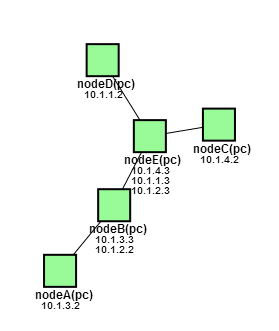 nodeD(pc)
10.1.1.2
nodeE(pc)
10.1.4.3
10.1.1.3
10.1.2.3
nodeC(pc)
10.1.4.2
nodeB(pc)
10.1.3.3
10.1.2.2
nodeA(pc)
10.1.3.2